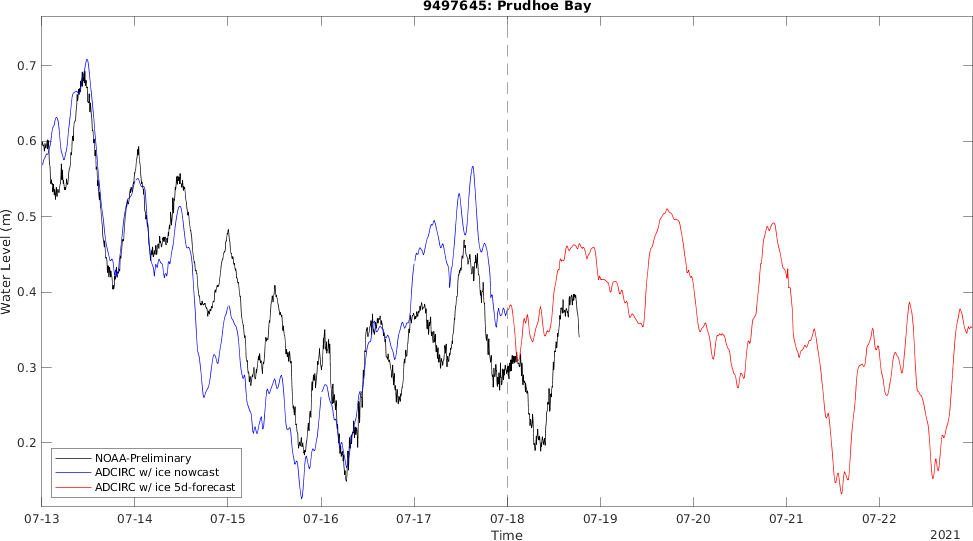 9497645: Prudhoe Bay
Water Level (m)
0.7
0.6
0.5
0.4
0.3
0.2
NOAA-Preliminary
ADCIRC w/ ice nowcast
ADCIRC w/ ice 5d-forecast
07-13 07-14 07-15 07-16 07-17 07-18 07-19 07-20 07-21 07-22
Time
2021